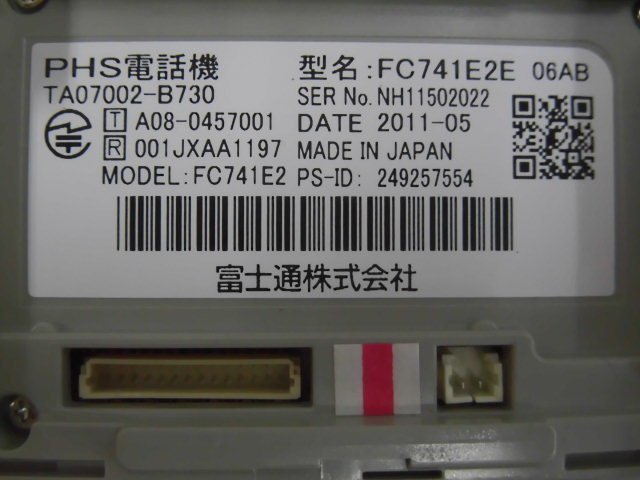 PHS電話機 型名:FC741E2E 06AB
TA07002-B730 SER No. NH11502022
T A08-0457001 DATE 2011-05
R 001JXAA1197 MADE IN JAPAN
MODEL: FC741E2 PS-ID: 249257554
富士通株式会社